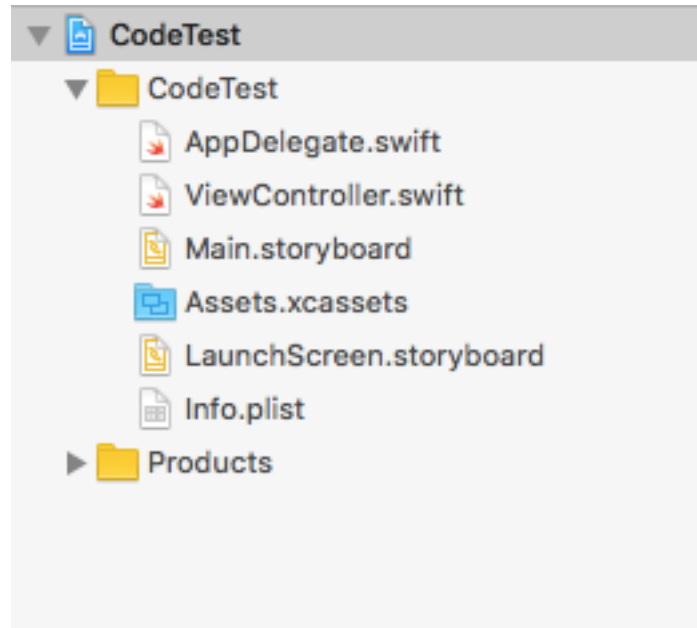 CodeTest
CodeTest
AppDelegate.swift
ViewController.swift
Main.storyboard
Assets.xcassets
LaunchScreen.storyboard
Info.plist
Products